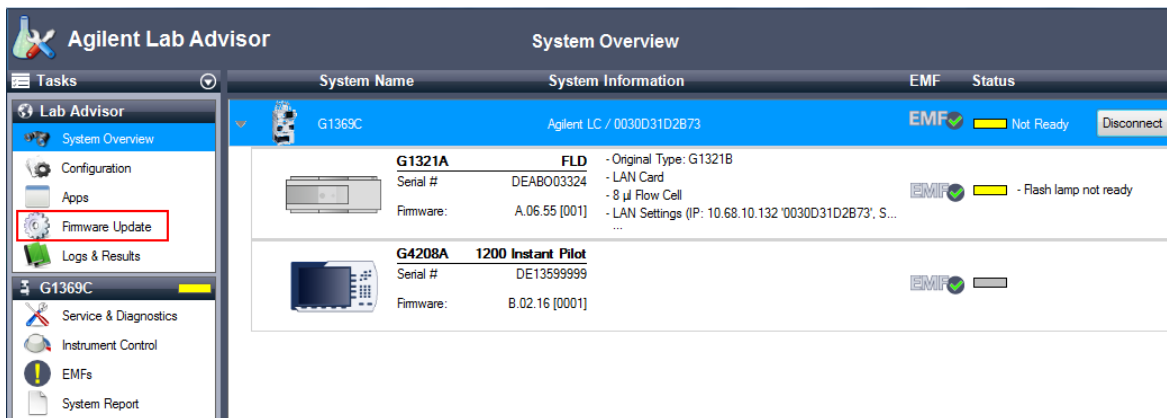 Agilent Lab Advisor
System Overview
Tasks
System Name
System Information
EMF
Status
Lab Advisor
System Overview
Configuration
Apps
Firmware Update
Logs & Results
G1369C
Service & Diagnostics
Instrument Control
EMFs
System Report
G1369C
Agilent LC / 0030D31D2B73
EMF
Not Ready
Disconnect
G1321A FLD
Serial # DEABO03324
Firmware: A.06.55 [001]
- Original Type: G1321B
- LAN Card
- 8 µl Flow Cell
- LAN Settings (IP: 10.68.10.132 '0030D31D2B73', S...
...
EMF
- Flash lamp not ready
G4208A 1200 Instant Pilot
Serial # DE13599999
Firmware: B.02.16 [0001]
EMF